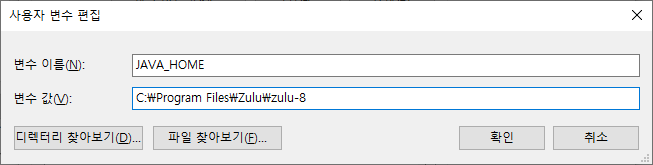 사용자 변수 편집
변수 이름(N):
JAVA_HOME
변수 값(V):
C:₩Program Files₩Zulu₩zulu-8
디렉터리 찾아보기(D)...
파일 찾아보기(F)...
확인
취소